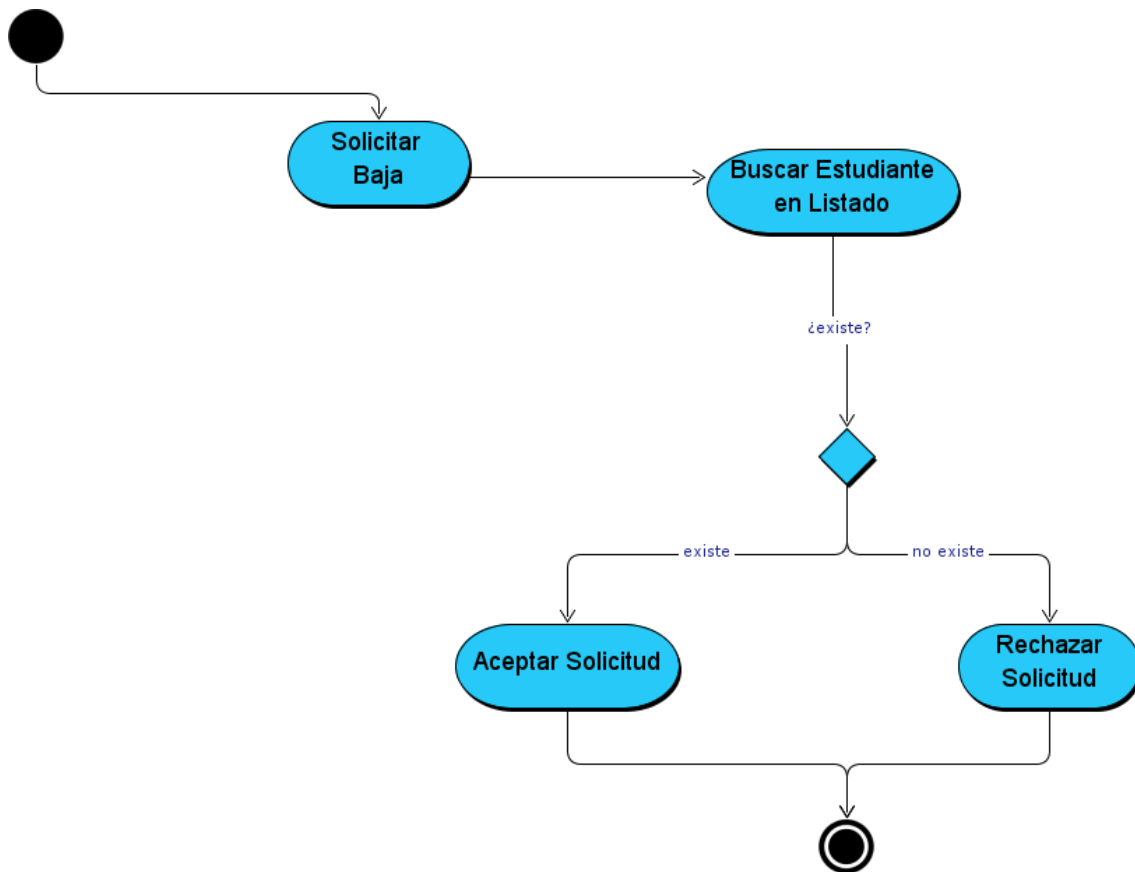 Solicitar
Baja
Buscar Estudiante
en Listado
¿existe?
existe
no existe
Aceptar Solicitud
Rechazar
Solicitud